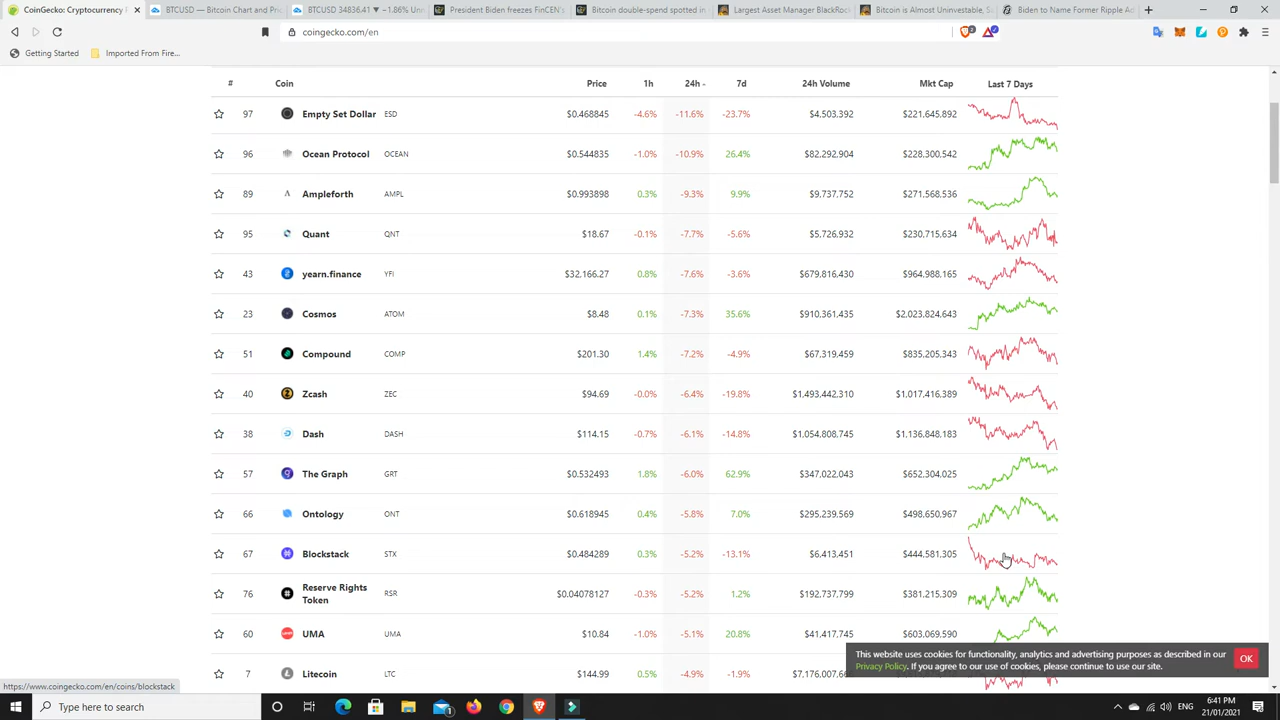 CoinGecko: Cryptocurrency P
BTCUSD — Bitcoin Chart and Pri
BTCUSD 34836.41 ▼ −1.86% Un
President Biden freezes FinCEN's
Bitcoin double-spend spotted in
Largest Asset Manager BlackRo
Bitcoin is Almost Uninvestable, S
Biden to Name Former Ripple Ad
coingecko.com/en
Getting Started Imported From Fire...
# Coin Price 1h 24h 7d 24h Volume Mkt Cap Last 7 Days
97 Empty Set Dollar ESD $0.468845 -4.6% -11.6% -23.7% $4,503,392 $221,645,892
96 Ocean Protocol OCEAN $0.544835 -1.0% -10.9% 26.4% $82,292,904 $228,300,542
89 Ampleforth AMPL $0.993898 0.3% -9.3% 9.9% $9,737,752 $271,568,536
95 Quant QNT $18.67 -0.1% -7.7% -5.6% $5,726,932 $230,715,634
43 yearn.finance YFI $32,166.27 0.8% -7.6% -3.6% $679,816,430 $964,988,165
23 Cosmos ATOM $8.48 0.1% -7.3% 35.6% $910,361,435 $2,023,824,643
51 Compound COMP $201.30 1.4% -7.2% -4.9% $67,319,459 $835,205,343
40 Zcash ZEC $94.69 -0.0% -6.4% -19.8% $1,493,442,310 $1,017,416,389
38 Dash DASH $114.15 -0.7% -6.1% -14.8% $1,054,808,745 $1,136,848,183
57 The Graph GRT $0.532493 1.8% -6.0% 62.9% $347,022,043 $652,304,025
66 Ontology ONT $0.618945 0.4% -5.8% 7.0% $295,239,569 $498,650,967
67 Blockstack STX $0.484289 0.3% -5.2% -13.1% $6,413,451 $444,581,305
76 Reserve Rights Token RSR $0.04078127 -0.3% -5.2% 1.2% $192,737,799 $381,215,309
60 UMA UMA $10.84 -1.0% -5.1% 20.8% $41,417,745 $603,069,590
7 Litecoin LTC $144.99 0.5% -4.9% -1.9% $7,176,007,66
This website uses cookies for functionality, analytics and advertising purposes as described in our
Privacy Policy. If you agree to our use of cookies, please continue to use our site.
OK
https://www.coingecko.com/en/coins/blockstack
Type here to search
ENG
6:41 PM
21/01/2021